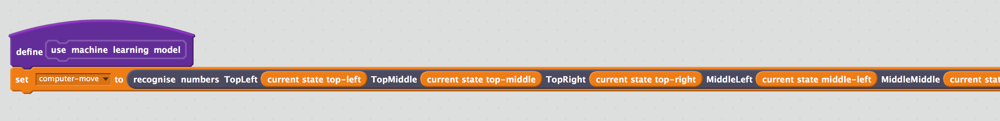 define use machine learning model
set computer-move to recognise numbers TopLeft current state top-left TopMiddle current state top-middle TopRight current state top-right MiddleLeft current state middle-left MiddleMiddle current stat